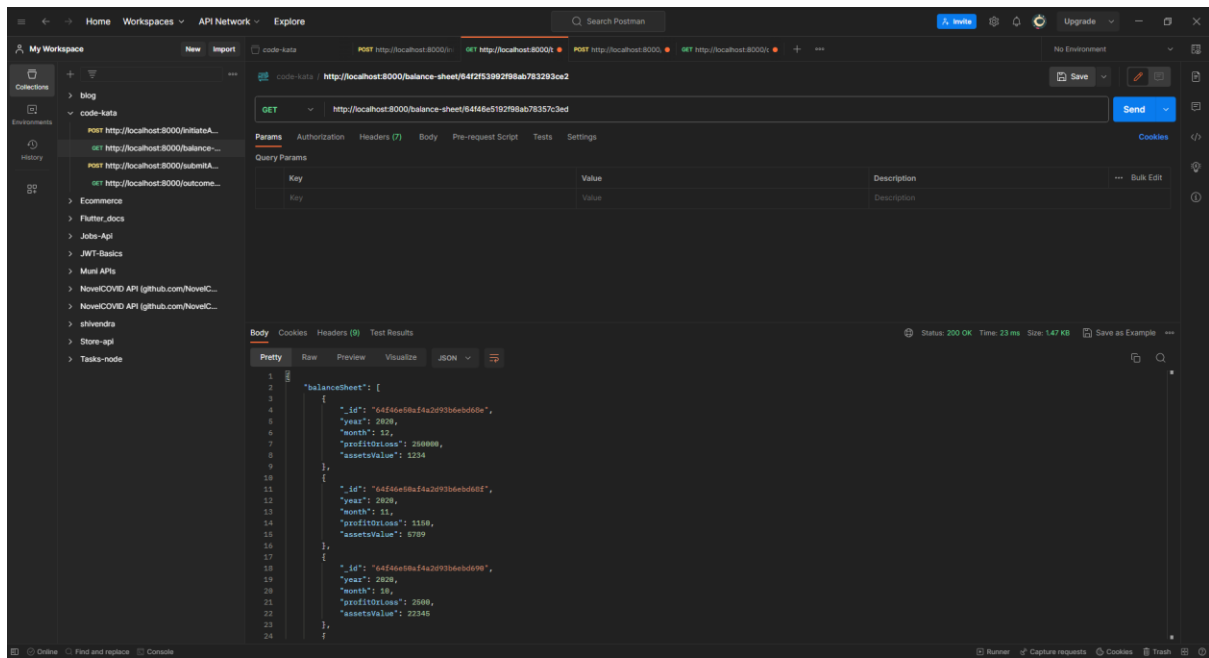 Home Workspaces API Network Explore Search Postman Invite Upgrade
My Workspace New Import code-kata POST http://localhost:8000/in GET http://localhost:8000/t POST http://localhost:8000, GET http://localhost:8000/c No Environment
Collections
Environments
History
blog
code-kata
POST http://localhost:8000/initiateA...
GET http://localhost:8000/balance-...
POST http://localhost:8000/submitA...
GET http://localhost:8000/outcome...
Ecommerce
Flutter_docs
Jobs-Api
JWT-Basics
Muni APIs
NovelCOVID API (github.com/NovelC...
NovelCOVID API (github.com/NovelC...
shivendra
Store-api
Tasks-node
code-kata / http://localhost:8000/balance-sheet/64f2f53992f98ab783293ce2 Save
GET http://localhost:8000/balance-sheet/64f46e5192f98ab78357c3ed Send
Params Authorization Headers (7) Body Pre-request Script Tests Settings Cookies
Query Params
Key Value Description Bulk Edit
Key Value Description
Body Cookies Headers (9) Test Results Status: 200 OK Time: 23 ms Size: 1.47 KB Save as Example
Pretty Raw Preview Visualize JSON
1
2 "balanceSheet": [
3 {
4 "_id": "64f46e50af4a2d93b6ebd68e",
5 "year": 2020,
6 "month": 12,
7 "profitOrLoss": 250000,
8 "assetsValue": 1234
9 },
10 {
11 "_id": "64f46e50af4a2d93b6ebd68f",
12 "year": 2020,
13 "month": 11,
14 "profitOrLoss": 1150,
15 "assetsValue": 5789
16 },
17 {
18 "_id": "64f46e50af4a2d93b6ebd690",
19 "year": 2020,
20 "month": 10,
21 "profitOrLoss": 2500,
22 "assetsValue": 22345
23 },
24 {
Online Find and replace Console Runner Capture requests Cookies Trash